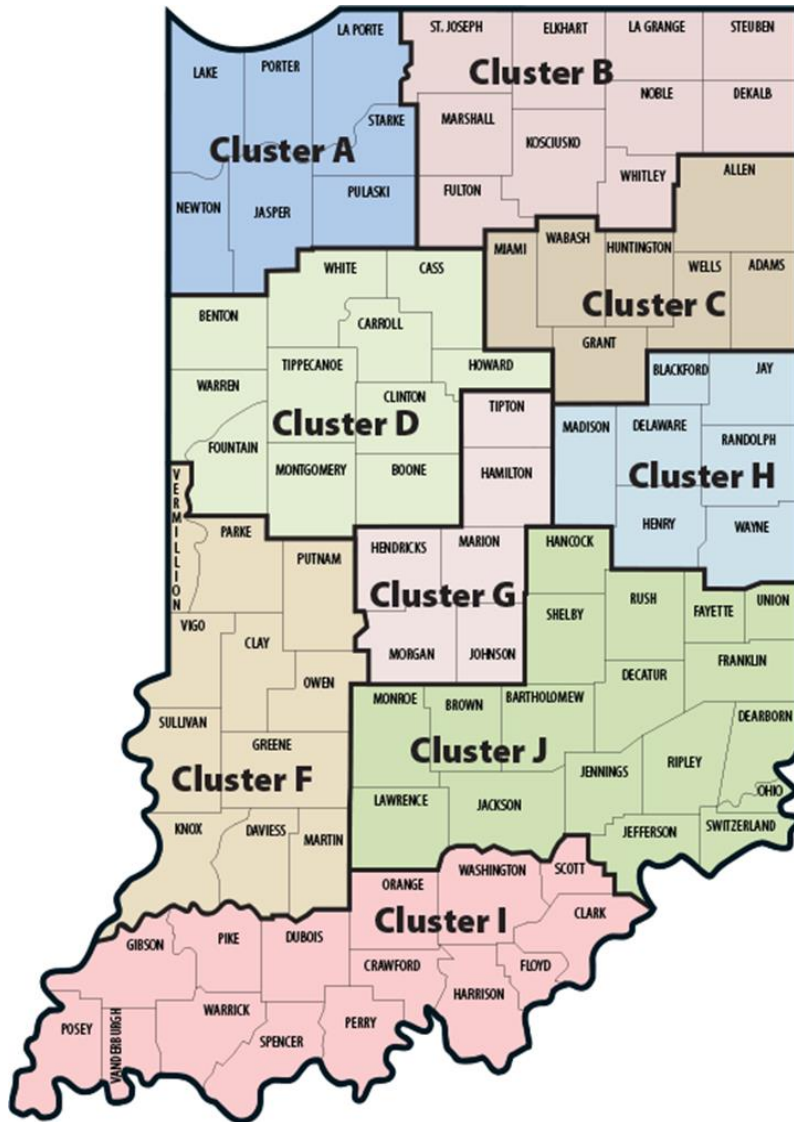 LA PORTE
ST. JOSEPH
ELKHART
LA GRANGE
STEUBEN
LAKE
PORTER
Cluster B
NOBLE
DEKALB
STARKE
MARSHALL
KOSCIUSKO
Cluster A
ALLEN
WHITLEY
NEWTON
JASPER
PULASKI
FULTON
MIAMI
WABASH
HUNTINGTON
WELLS
ADAMS
WHITE
CASS
Cluster C
BENTON
CARROLL
GRANT
TIPPECANOE
HOWARD
BLACKFORD
JAY
WARREN
CLINTON
TIPTON
Cluster D
MADISON
DELAWARE
RANDOLPH
FOUNTAIN
MONTGOMERY
BOONE
HAMILTON
Cluster H
VERMILLION
HENRY
WAYNE
PARKE
PUTNAM
HENDRICKS
MARION
HANCOCK
Cluster G
RUSH
FAYETTE
UNION
VIGO
CLAY
SHELBY
MORGAN
JOHNSON
FRANKLIN
OWEN
DECATUR
MONROE
BROWN
BARTHOLOMEW
DEARBORN
SULLIVAN
GREENE
Cluster J
JENNINGS
RIPLEY
Cluster F
OHIO
LAWRENCE
JACKSON
KNOX
DAVIESS
MARTIN
JEFFERSON
SWITZERLAND
WASHINGTON
SCOTT
ORANGE
Cluster I
CLARK
GIBSON
PIKE
DUBOIS
CRAWFORD
FLOYD
HARRISON
POSEY
VANDERBURGH
WARRICK
SPENCER
PERRY